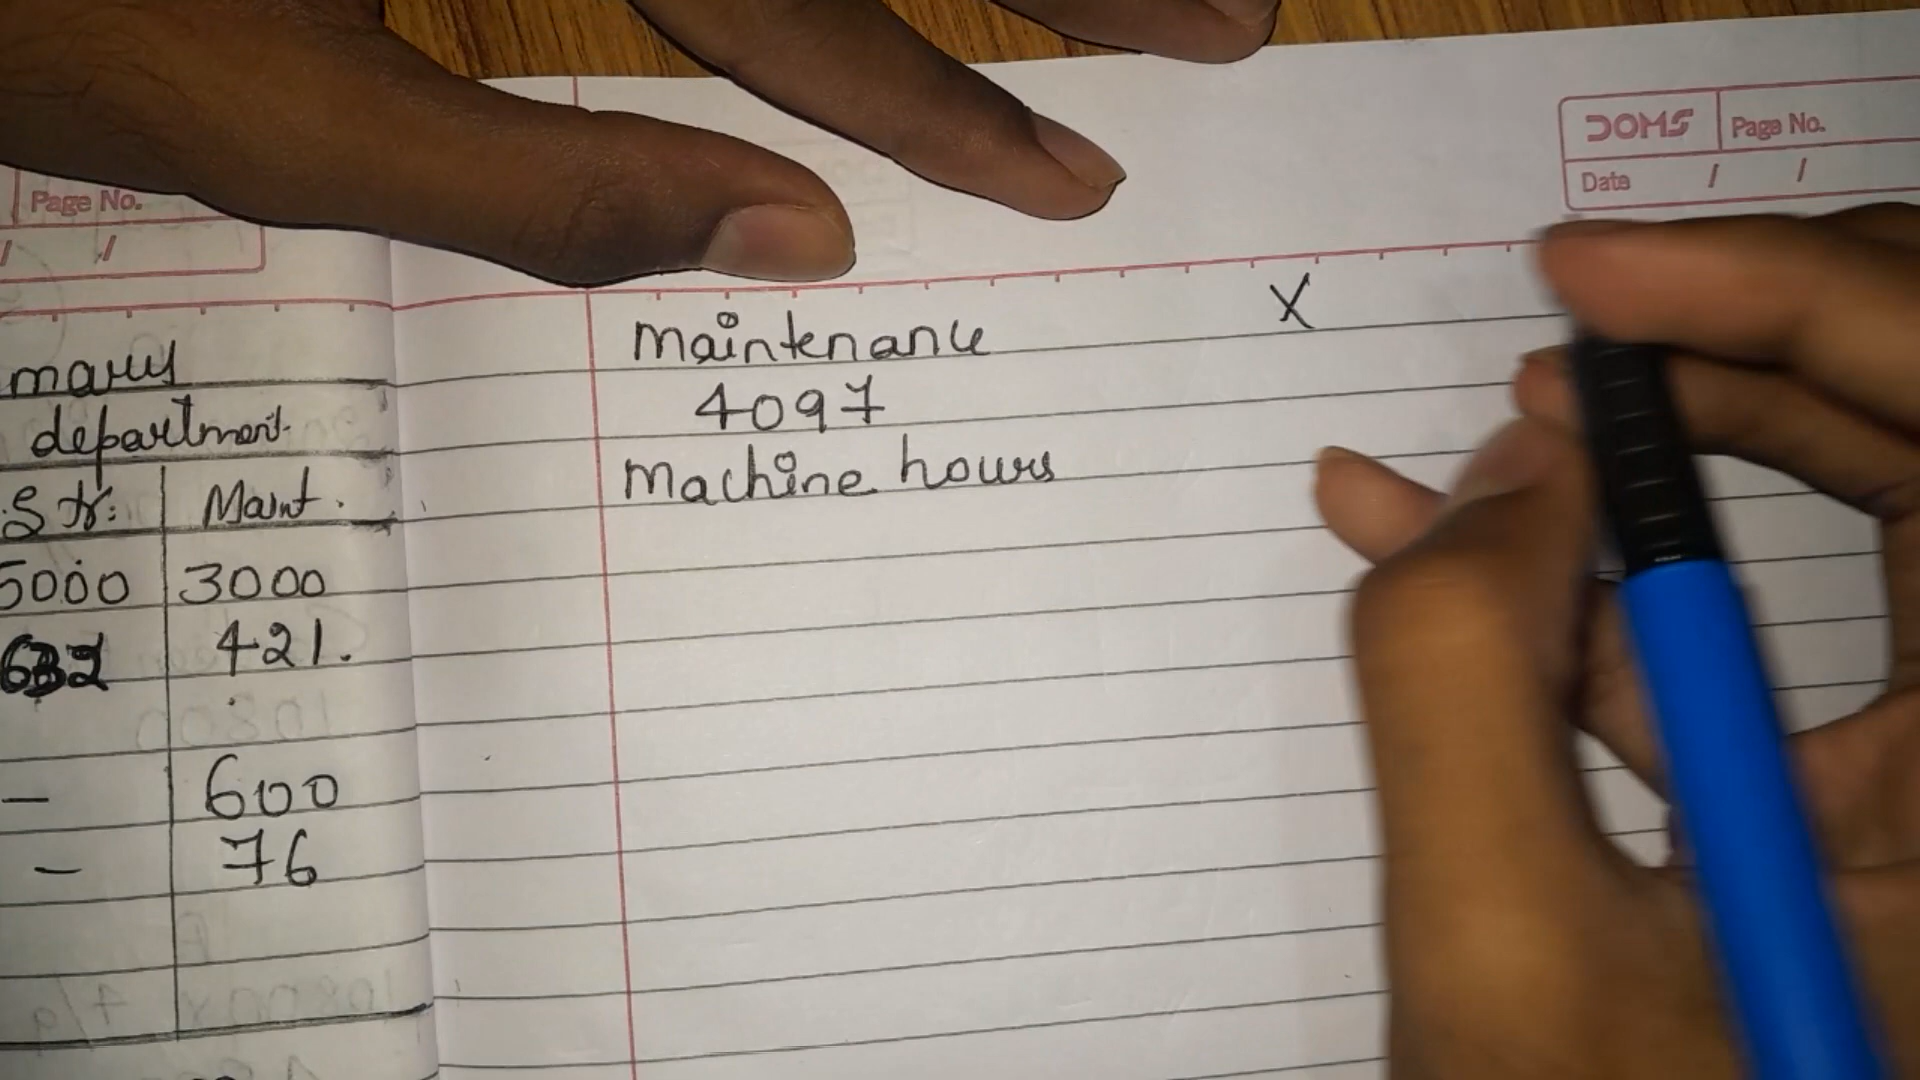 Page No.
/ /
mary
department.
Str: Maint.
5000 3000
632 421.
- 600
- 76
DOMS Page No.
Date / /
Maintenance X
4097
Machine hours